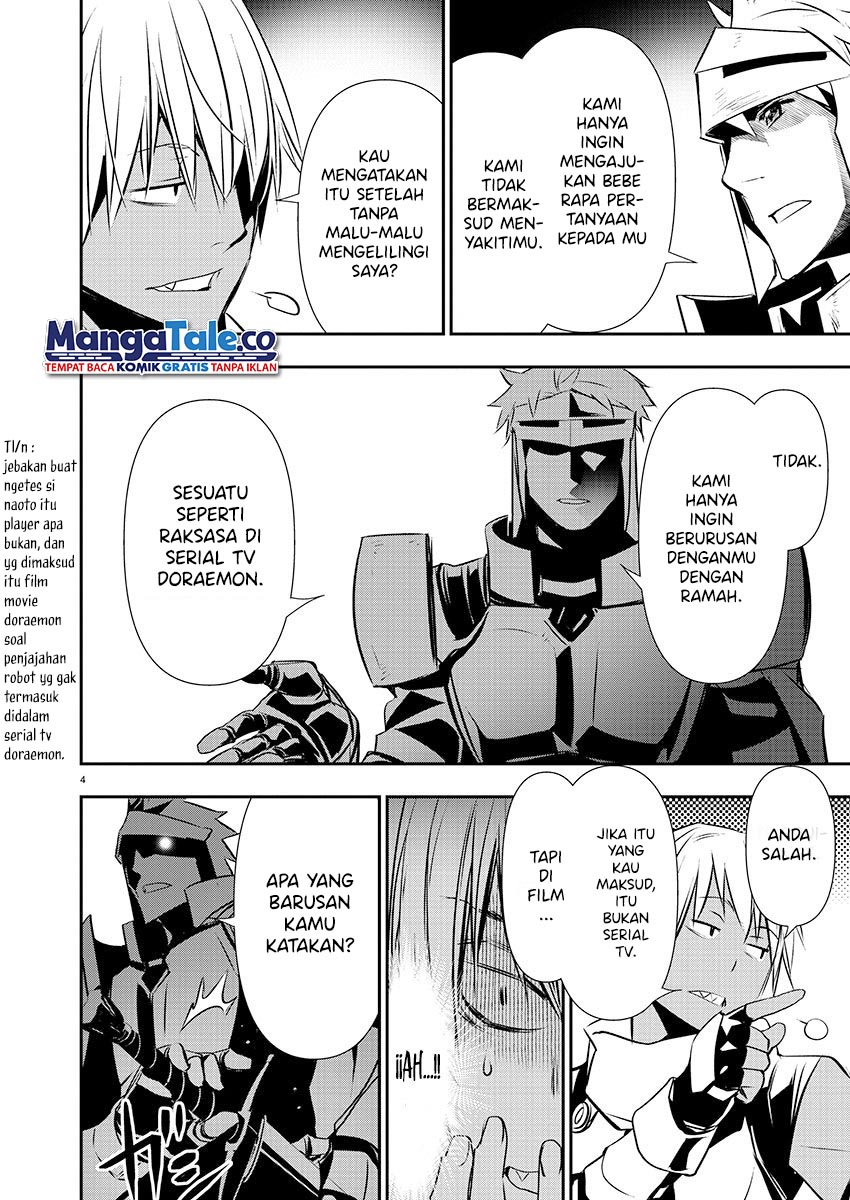 KAMI
HANYA
INGIN
MENGAJU-
KAN BEBE
RAPA PER-
TANYAAN
KEPADA MU
KAMI
TIDAK
BERMAK-
SUD MEN-
YAKITIMU.
KAU
MENGATAKAN
ITU SETELAH
TANPA
MALU-MALU
MENGELILINGI
SAYA?
MangaTale.co
TEMPAT BACA KOMIK GRATIS TANPA IKLAN
TIDAK.
KAMI
HANYA
INGIN
BERURUSAN
DENGANMU
DENGAN
RAMAH.
SESUATU
SEPERTI
RAKSASA DI
SERIAL TV
DORAEMON.
Tl/n :
jebakan buat
ngetes si
naoto itu
player apa
bukan, dan
yg dimaksud
itu film
movie
doraemon
soal
penjajahan
robot yg gak
termasuk
didalam
serial tv
doraemon.
4
ANDA
SALAH.
JIKA ITU
YANG
KAU
MAKSUD,
ITU
BUKAN
SERIAL
TV.
TAPI
DI
FILM
...
¡¡AH...!!
APA YANG
BARUSAN
KAMU
KATAKAN?
ガシ